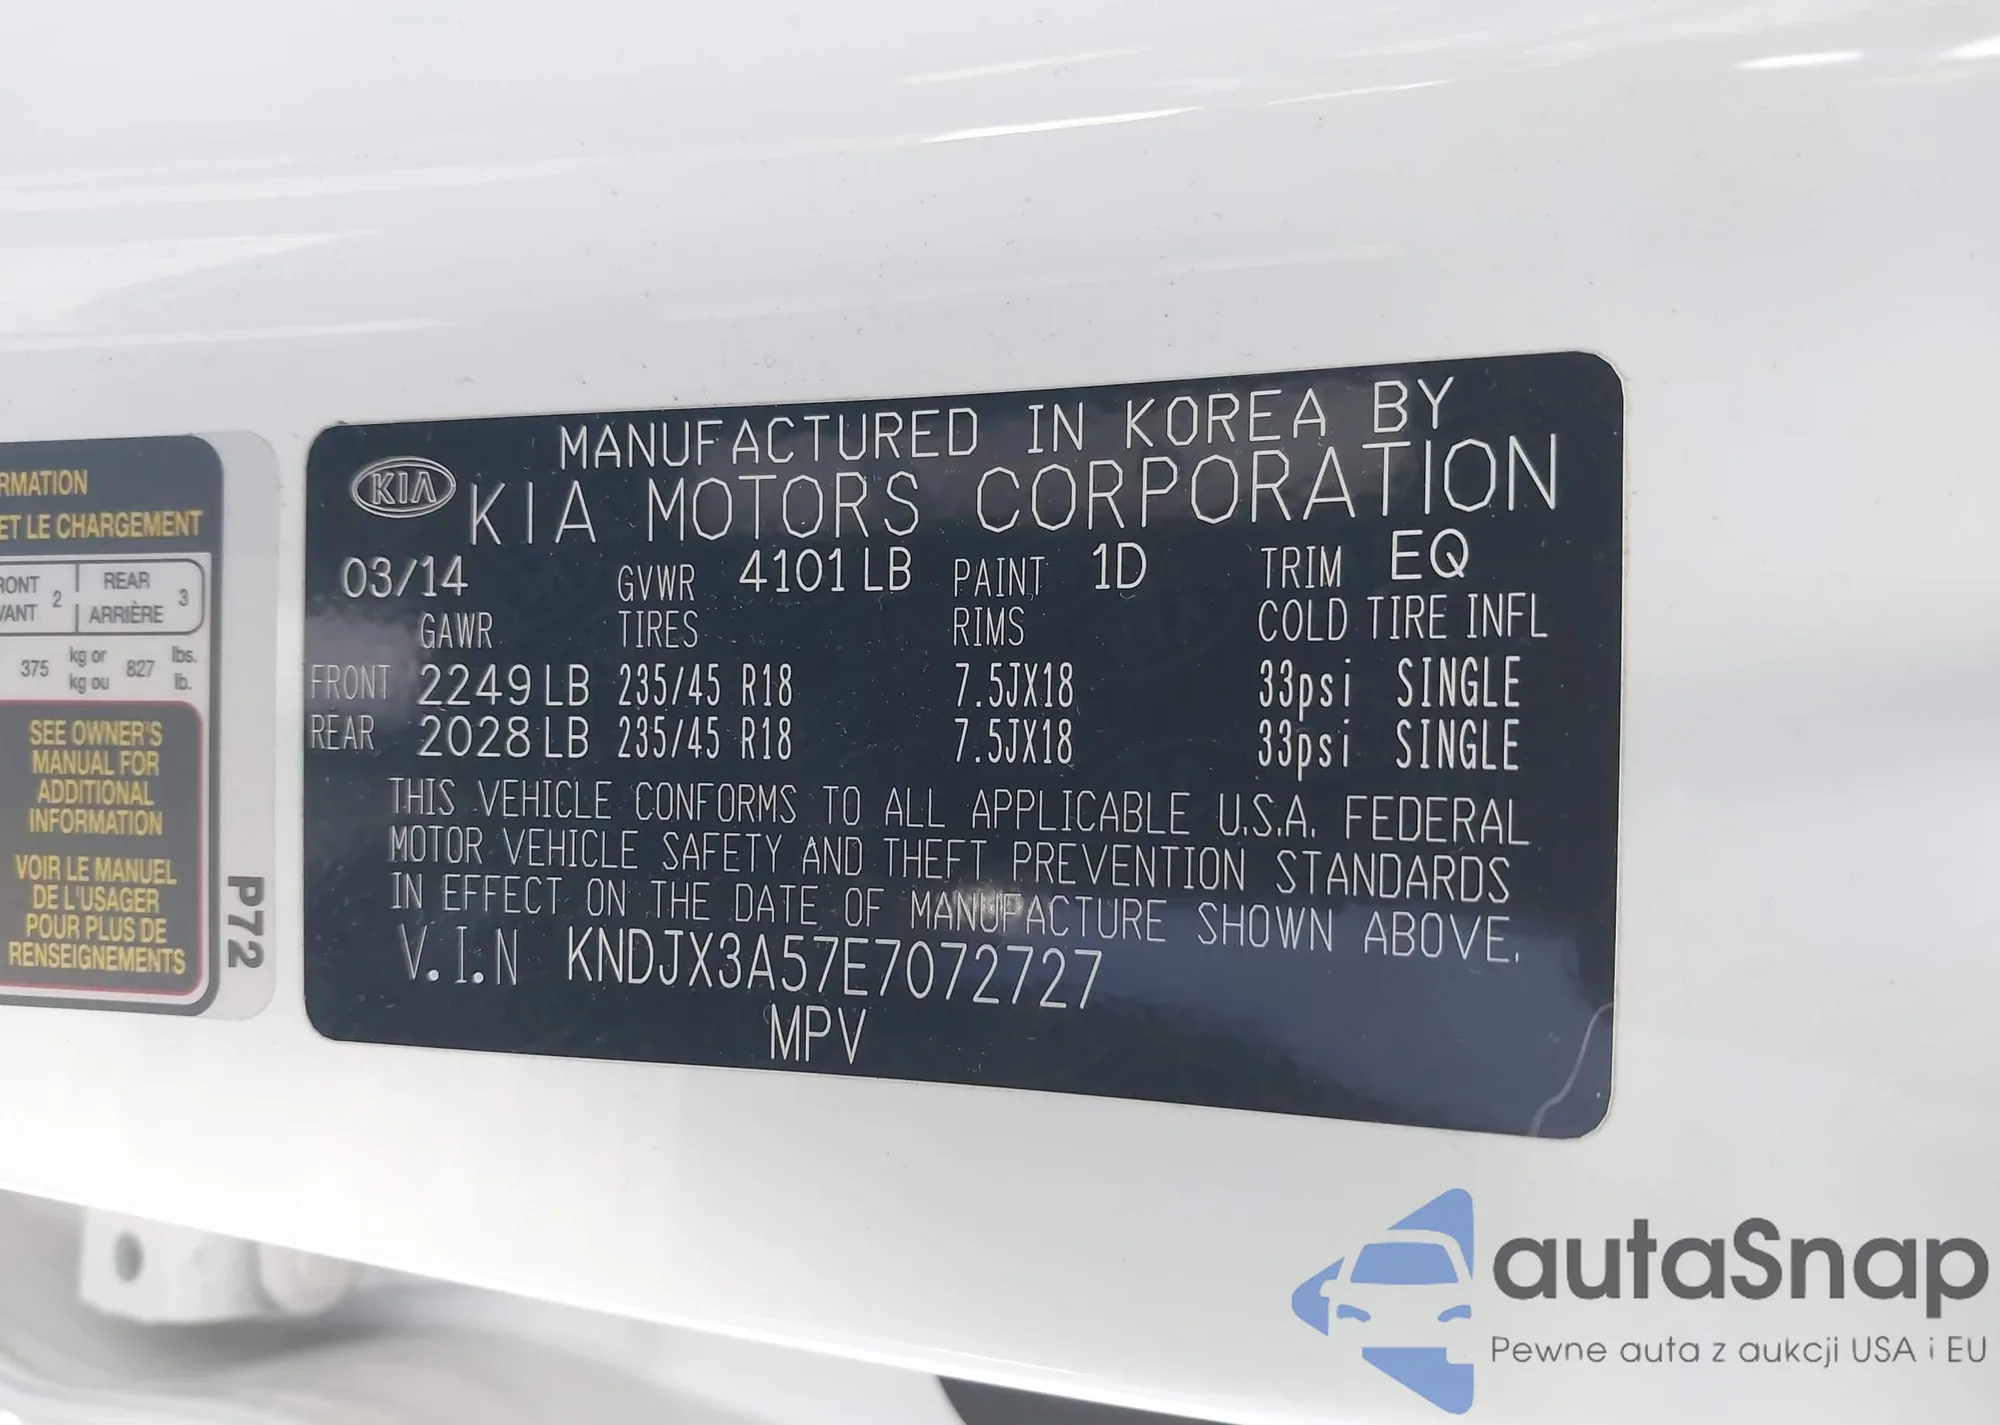 RMATION
ET LE CHARGEMENT
2 REAR
ARRIÈRE 3
375 kg or 827 lbs.
kg ou lb.
SEE OWNER'S
MANUAL FOR
ADDITIONAL
INFORMATION
VOIR LE MANUEL
DE L'USAGER
POUR PLUS DE
RENSEIGNEMENTS
P72
MANUFACTURED IN KOREA BY
KIA KIA MOTORS CORPORATION
03/14 GVWR 4101 LB PAINT 1D TRIM EQ
GAWR TIRES RIMS COLD TIRE INFL
FRONT 2249 LB 235/45 R18 7.5JX18 33psi SINGLE
REAR 2028 LB 235/45 R18 7.5JX18 33psi SINGLE
THIS VEHICLE CONFORMS TO ALL APPLICABLE U.S.A. FEDERAL
MOTOR VEHICLE SAFETY AND THEFT PREVENTION STANDARDS
IN EFFECT ON THE DATE OF MANUFACTURE SHOWN ABOVE.
V.I.N KNDJX3A57E7072727
MPV
autaSnap
Pewne auta z aukcji USA i EU